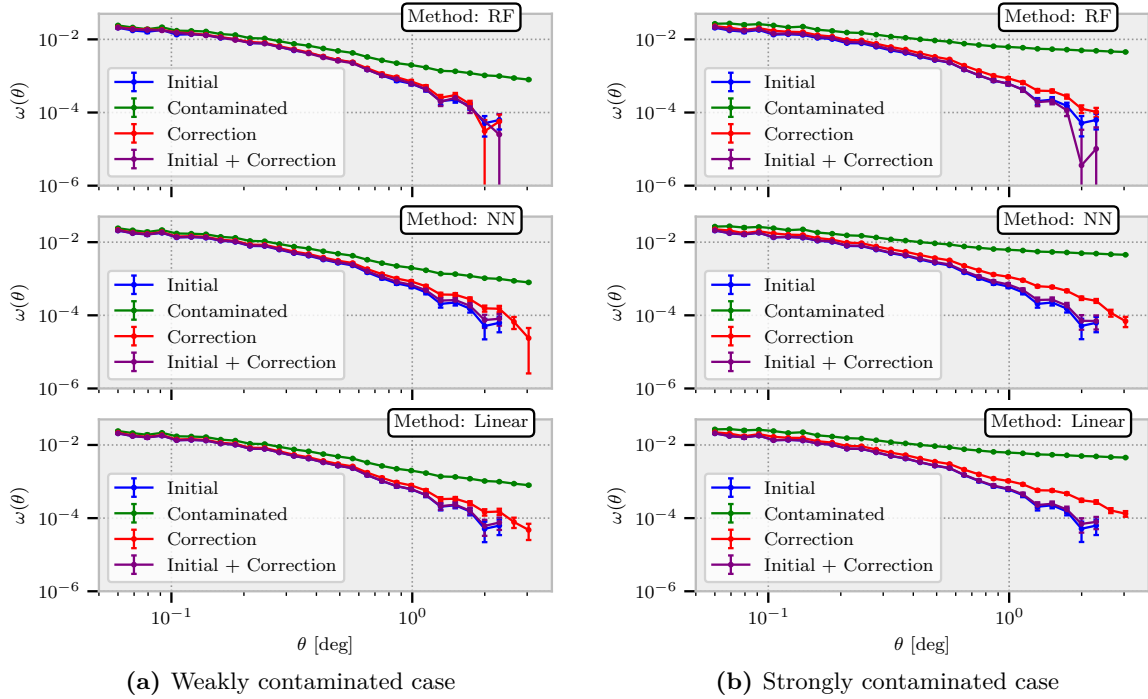 Method: RF
10^{-2}
ω(θ)
10^{-4}
10^{-6}
Initial
Contaminated
Correction
Initial + Correction
Method: NN
10^{-2}
ω(θ)
10^{-4}
10^{-6}
Initial
Contaminated
Correction
Initial + Correction
Method: Linear
10^{-2}
ω(θ)
10^{-4}
10^{-6}
Initial
Contaminated
Correction
Initial + Correction
10^{-1} 10^{0}
θ [deg]
(a) Weakly contaminated case
Method: RF
10^{-2}
ω(θ)
10^{-4}
10^{-6}
Initial
Contaminated
Correction
Initial + Correction
Method: NN
10^{-2}
ω(θ)
10^{-4}
10^{-6}
Initial
Contaminated
Correction
Initial + Correction
Method: Linear
10^{-2}
ω(θ)
10^{-4}
10^{-6}
Initial
Contaminated
Correction
Initial + Correction
10^{-1} 10^{0}
θ [deg]
(b) Strongly contaminated case